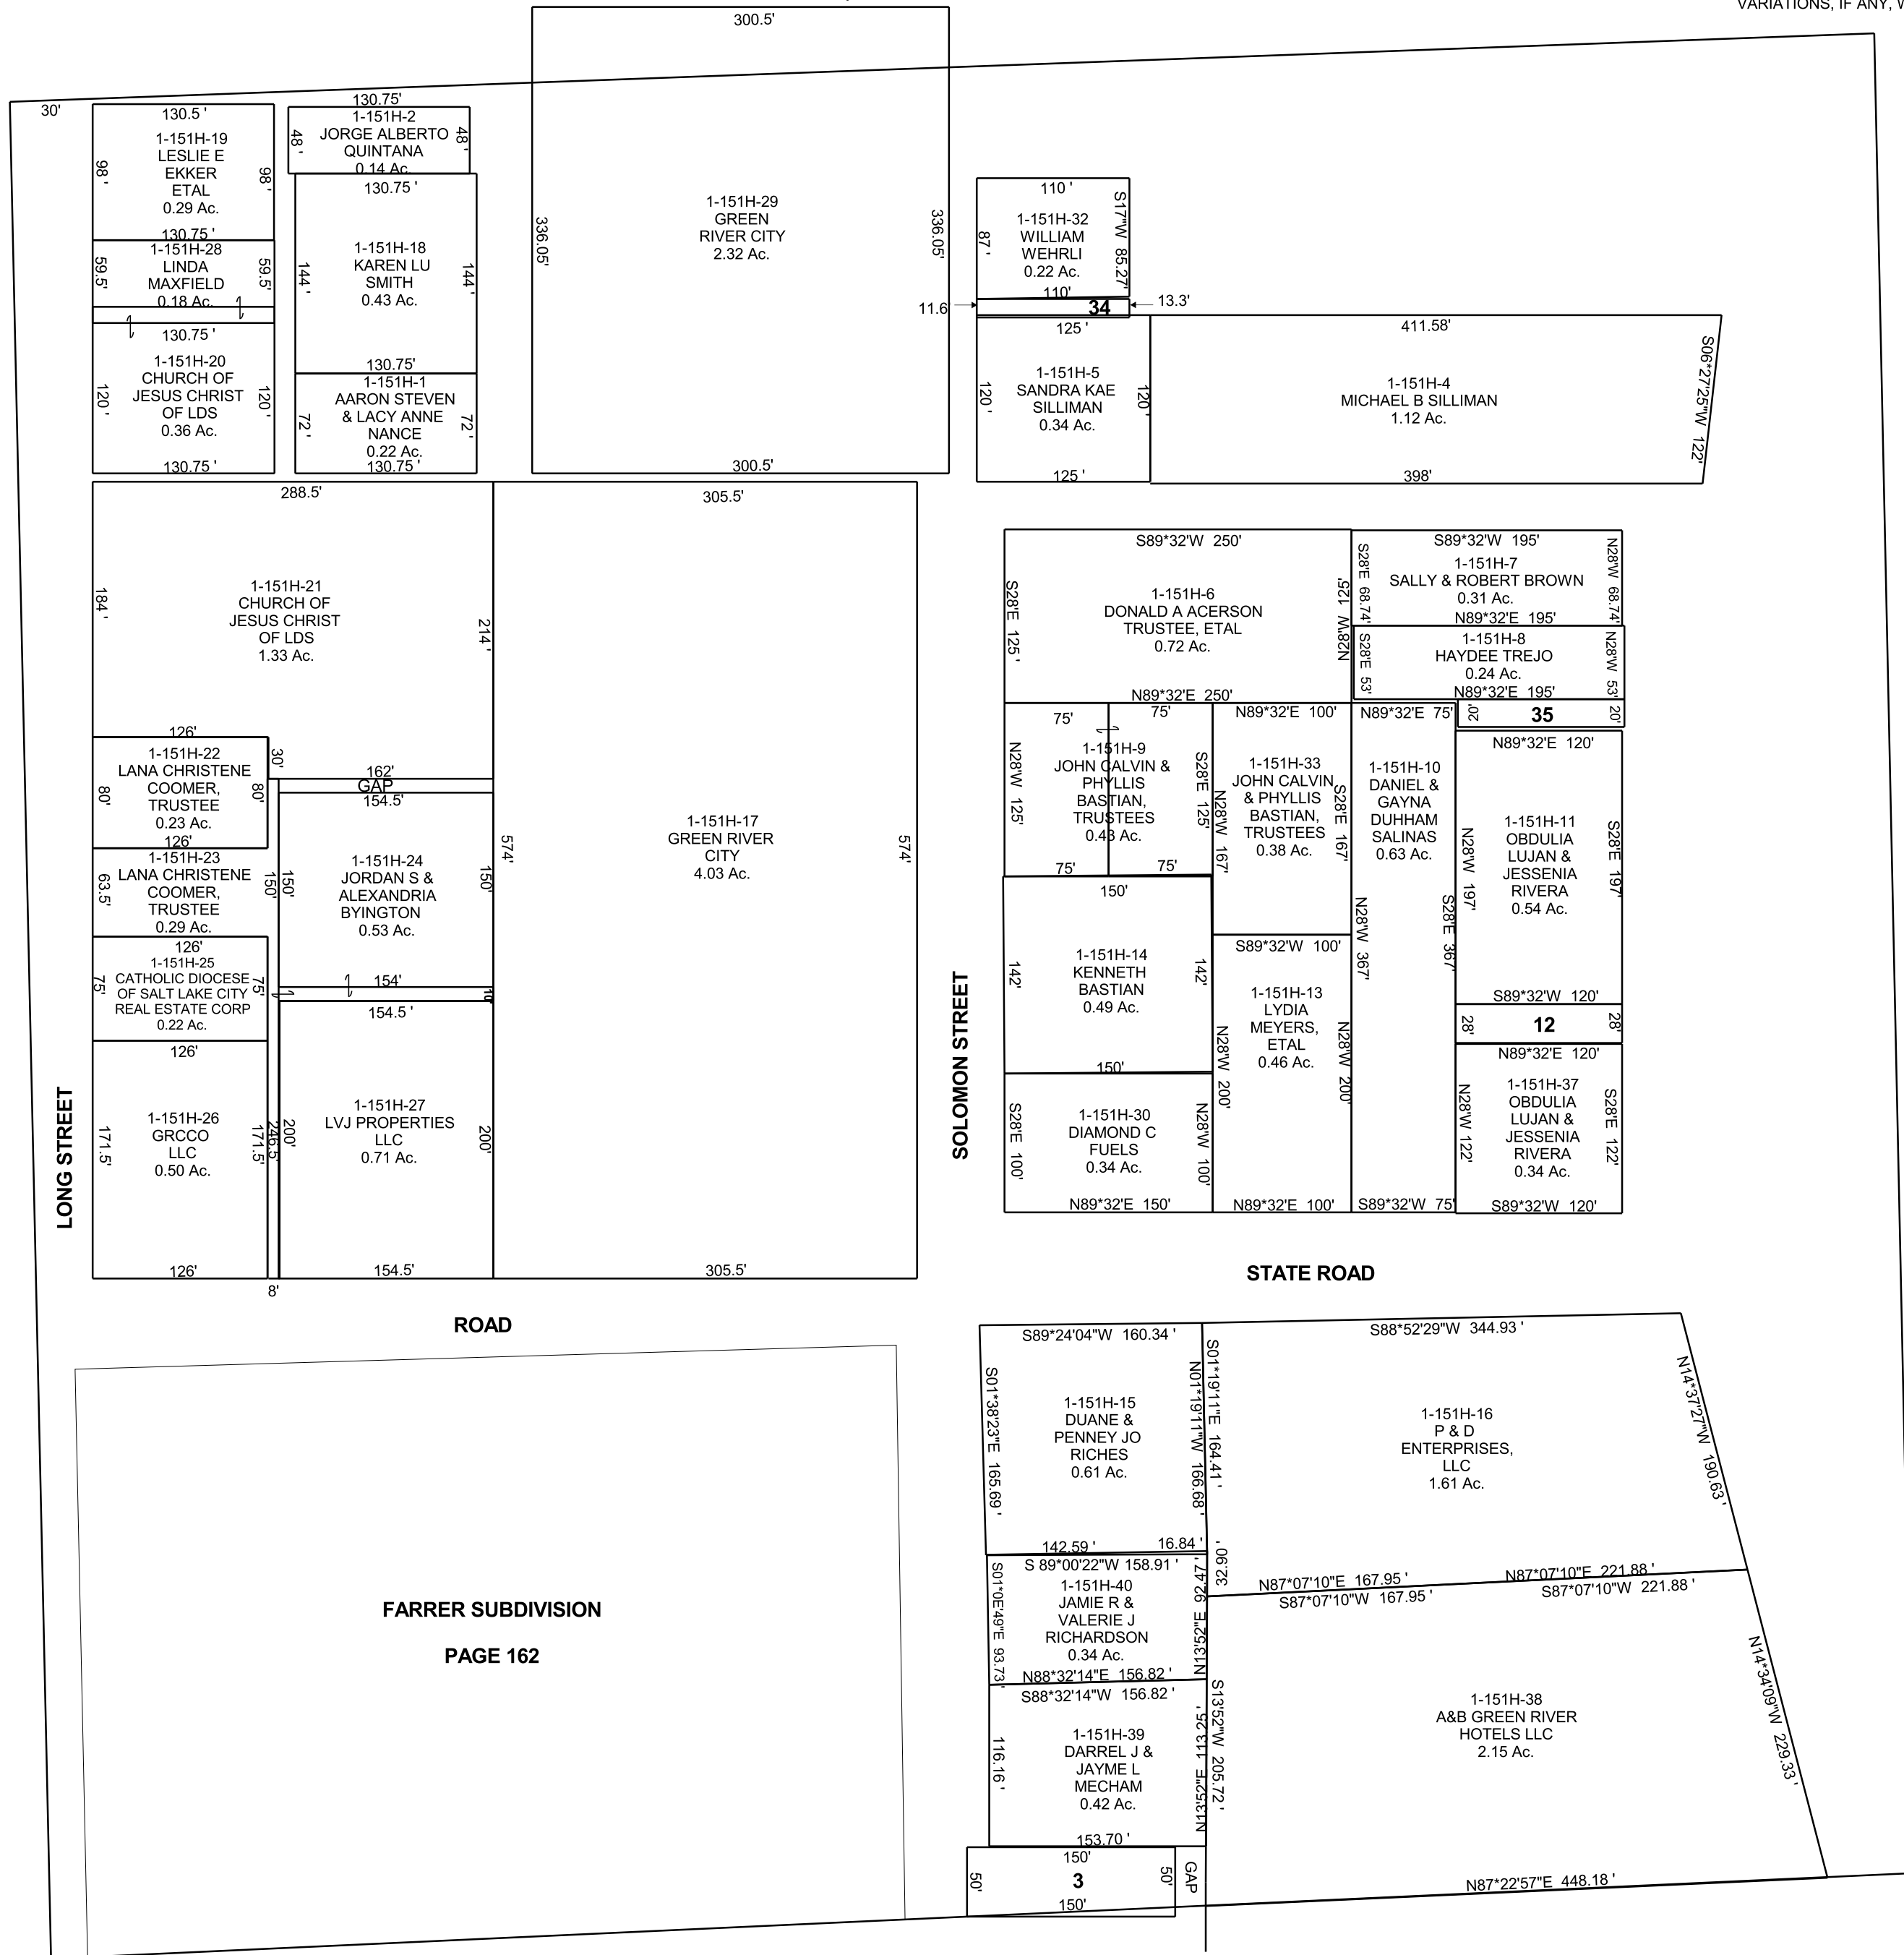 VARIATIONS, IF ANY, W
30'
130.5 '
1-151H-19
LESLIE E
EKKER
ETAL
0.29 Ac.
98 '
98 '
130.75 '
1-151H-28
LINDA
MAXFIELD
0.18 Ac.
59.5'
59.5'
130.75 '
1-151H-20
CHURCH OF
JESUS CHRIST
OF LDS
0.36 Ac.
120 '
120 '
130.75 '
130.75'
1-151H-2
JORGE ALBERTO
QUINTANA
0.14 Ac.
48 '
48 '
130.75 '
1-151H-18
KAREN LU
SMITH
0.43 Ac.
144 '
144 '
130.75'
1-151H-1
AARON STEVEN
& LACY ANNE
NANCE
0.22 Ac.
72 '
72 '
130.75 '
300.5'
336.05'
1-151H-29
GREEN
RIVER CITY
2.32 Ac.
336.05'
300.5'
110 '
87 '
1-151H-32
WILLIAM
WEHRLI
0.22 Ac.
S17"W 85.27'
110'
11.6'
34
13.3'
125 '
120 '
1-151H-5
SANDRA KAE
SILLIMAN
0.34 Ac.
120 '
125 '
411.58'
1-151H-4
MICHAEL B SILLIMAN
1.12 Ac.
S06*27'25"W 122'
398'
288.5'
184 '
1-151H-21
CHURCH OF
JESUS CHRIST
OF LDS
1.33 Ac.
214 '
126'
30'
162'
GAP
154.5'
80'
1-151H-22
LANA CHRISTENE
COOMER,
TRUSTEE
0.23 Ac.
80'
126'
63.5'
1-151H-23
LANA CHRISTENE
COOMER,
TRUSTEE
0.29 Ac.
150'
150'
1-151H-24
JORDAN S &
ALEXANDRIA
BYINGTON
0.53 Ac.
150'
126'
75'
1-151H-25
CATHOLIC DIOCESE
OF SALT LAKE CITY
REAL ESTATE CORP
0.22 Ac.
75'
154'
10'
154.5 '
126'
171.5'
1-151H-26
GRCCO
LLC
0.50 Ac.
171.5'
246.5'
200'
1-151H-27
LVJ PROPERTIES
LLC
0.71 Ac.
200'
126'
8'
154.5'
305.5'
1-151H-17
GREEN RIVER
CITY
4.03 Ac.
574'
574'
305.5'
LONG STREET
SOLOMON STREET
S89*32'W 250'
S28'E 125 '
1-151H-6
DONALD A ACERSON
TRUSTEE, ETAL
0.72 Ac.
N28'W 125'
N89*32'E 250'
S89*32'W 195'
S28'E 68.74'
1-151H-7
SALLY & ROBERT BROWN
0.31 Ac.
N28'W 68.74'
N89*32'E 195'
S28'E 53'
1-151H-8
HAYDEE TREJO
0.24 Ac.
N28'W 53'
N89*32'E 195'
20'
35
20'
75'
75'
N28'W 125'
1-151H-9
JOHN CALVIN &
PHYLLIS
BASTIAN,
TRUSTEES
0.43 Ac.
S28'E 125'
75'
75'
N89*32'E 100'
N28'W 167'
1-151H-33
JOHN CALVIN
& PHYLLIS
BASTIAN,
TRUSTEES
0.38 Ac.
S28'E 167'
N89*32'E 75'
N28'W 367'
1-151H-10
DANIEL &
GAYNA
DUHHAM
SALINAS
0.63 Ac.
S28'E 367'
N89*32'E 120'
N28'W 197'
1-151H-11
OBDULIA
LUJAN &
JESSENIA
RIVERA
0.54 Ac.
S28'E 197'
S89*32'W 120'
28'
12
28'
150'
142'
1-151H-14
KENNETH
BASTIAN
0.49 Ac.
142'
150'
S89*32'W 100'
N28'W 200'
1-151H-13
LYDIA
MEYERS,
ETAL
0.46 Ac.
N28'W 200'
N89*32'E 120'
N28'W 122'
1-151H-37
OBDULIA
LUJAN &
JESSENIA
RIVERA
0.34 Ac.
S28'E 122'
S28'E 100'
1-151H-30
DIAMOND C
FUELS
0.34 Ac.
N28'W 100'
N89*32'E 150'
N89*32'E 100'
S89*32'W 75'
S89*32'W 120'
STATE ROAD
ROAD
FARRER SUBDIVISION
PAGE 162
S89*24'04"W 160.34 '
S01*38'23"E 165.69 '
1-151H-15
DUANE &
PENNEY JO
RICHES
0.61 Ac.
N01*19'11"W 166.68 '
142.59 '
16.84 '
S88*52'29"W 344.93 '
S01*19'11"E 164.41 '
32.90 '
1-151H-16
P & D
ENTERPRISES,
LLC
1.61 Ac.
N14*37'27"W 190.63 '
N87*07'10"E 167.95 '
N87*07'10"E 221.88 '
S 89*00'22"W 158.91 '
S01*0E'49"E 93.73 '
1-151H-40
JAMIE R &
VALERIE J
RICHARDSON
0.34 Ac.
N13'52"E 92.47 '
N88*32'14"E 156.82 '
S88*32'14"W 156.82 '
116.16 '
1-151H-39
DARREL J &
JAYME L
MECHAM
0.42 Ac.
N13'52"E 113.25 '
153.70 '
S87*07'10"W 167.95 '
S87*07'10"W 221.88 '
S13'52"W 205.72 '
1-151H-38
A&B GREEN RIVER
HOTELS LLC
2.15 Ac.
N14*34'09"W 229.33 '
N87*22'57"E 448.18 '
150'
50'
3
50'
GAP
150'